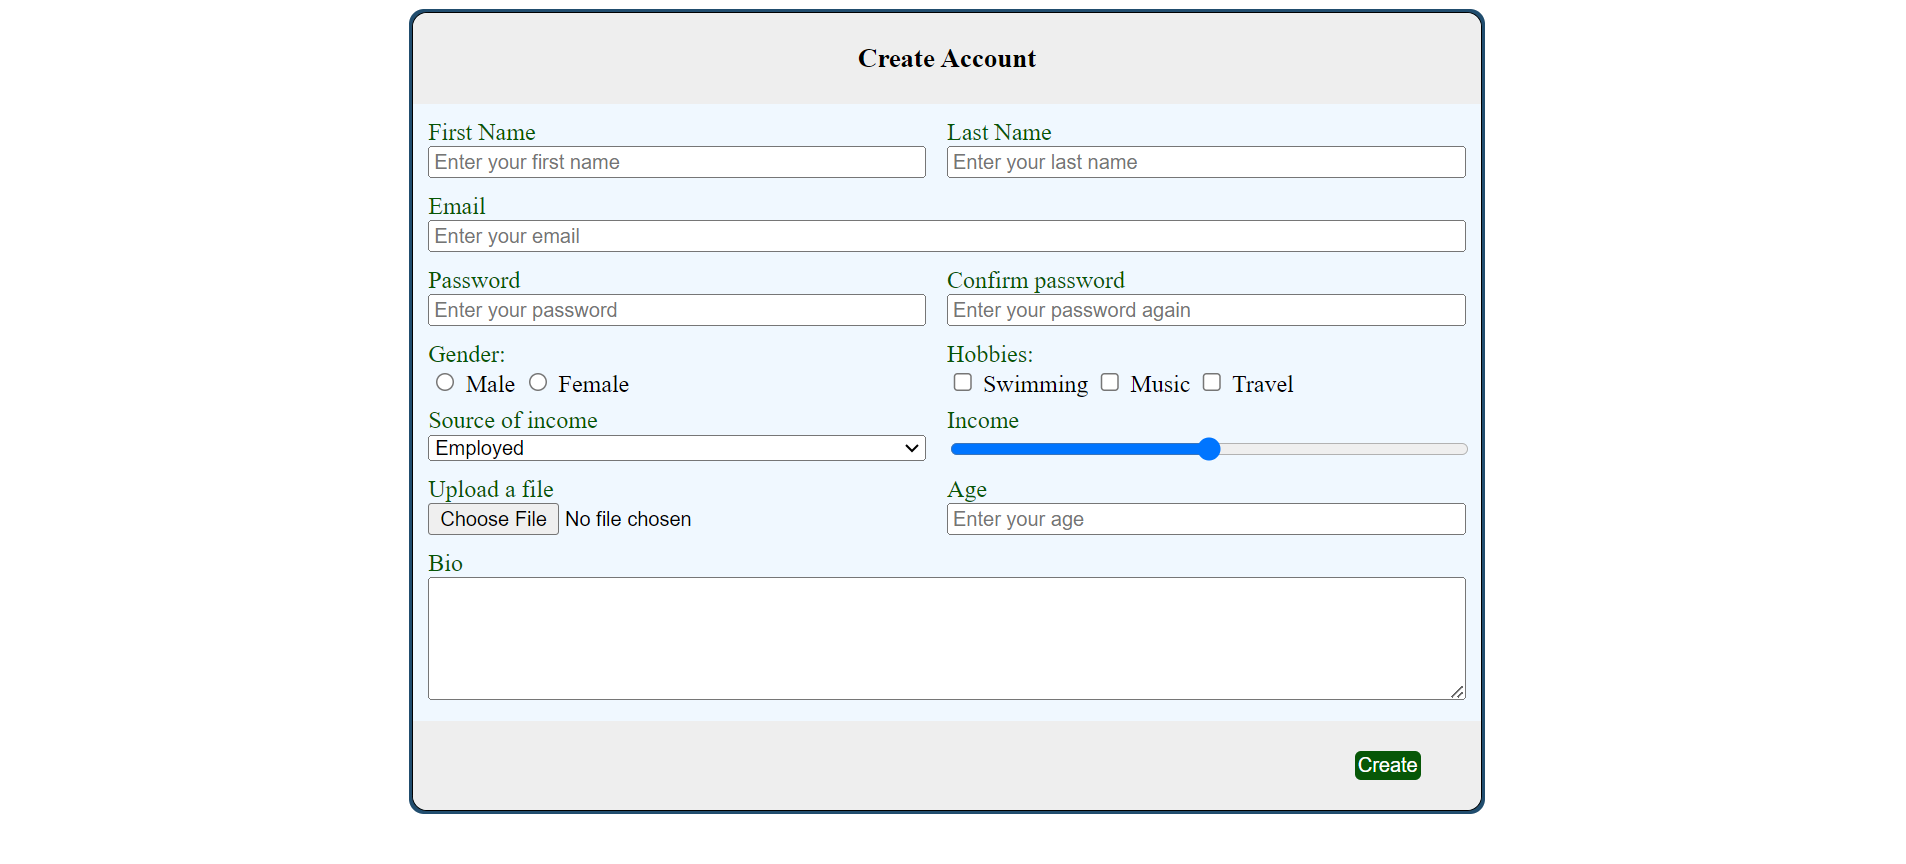 Create Account
First Name Last Name
Enter your first name Enter your last name
Email
Enter your email
Password Confirm password
Enter your password Enter your password again
Gender: Hobbies:
Male Female Swimming Music Travel
Source of income Income
Employed
Upload a file Age
Choose File No file chosen Enter your age
Bio
Create